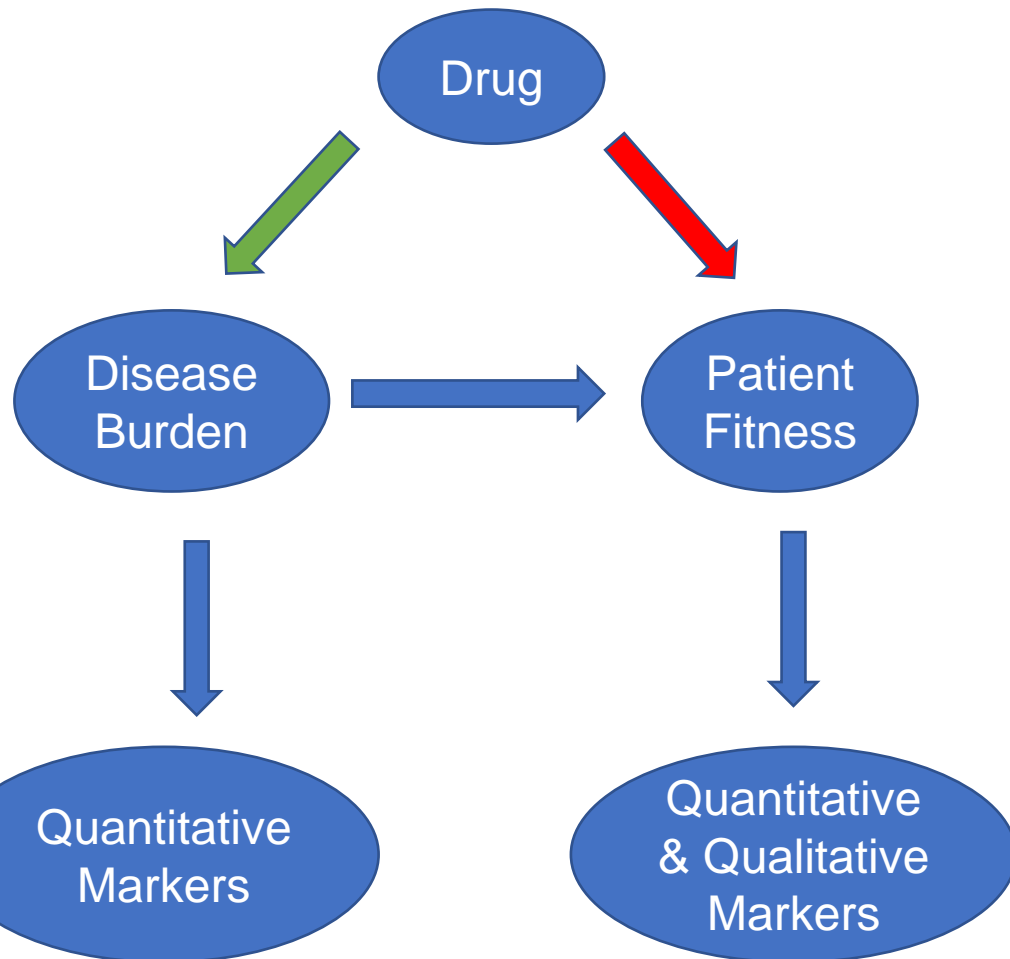 Drug
Disease
Burden
Patient
Fitness
Quantitative
Markers
Quantitative
& Qualitative
Markers